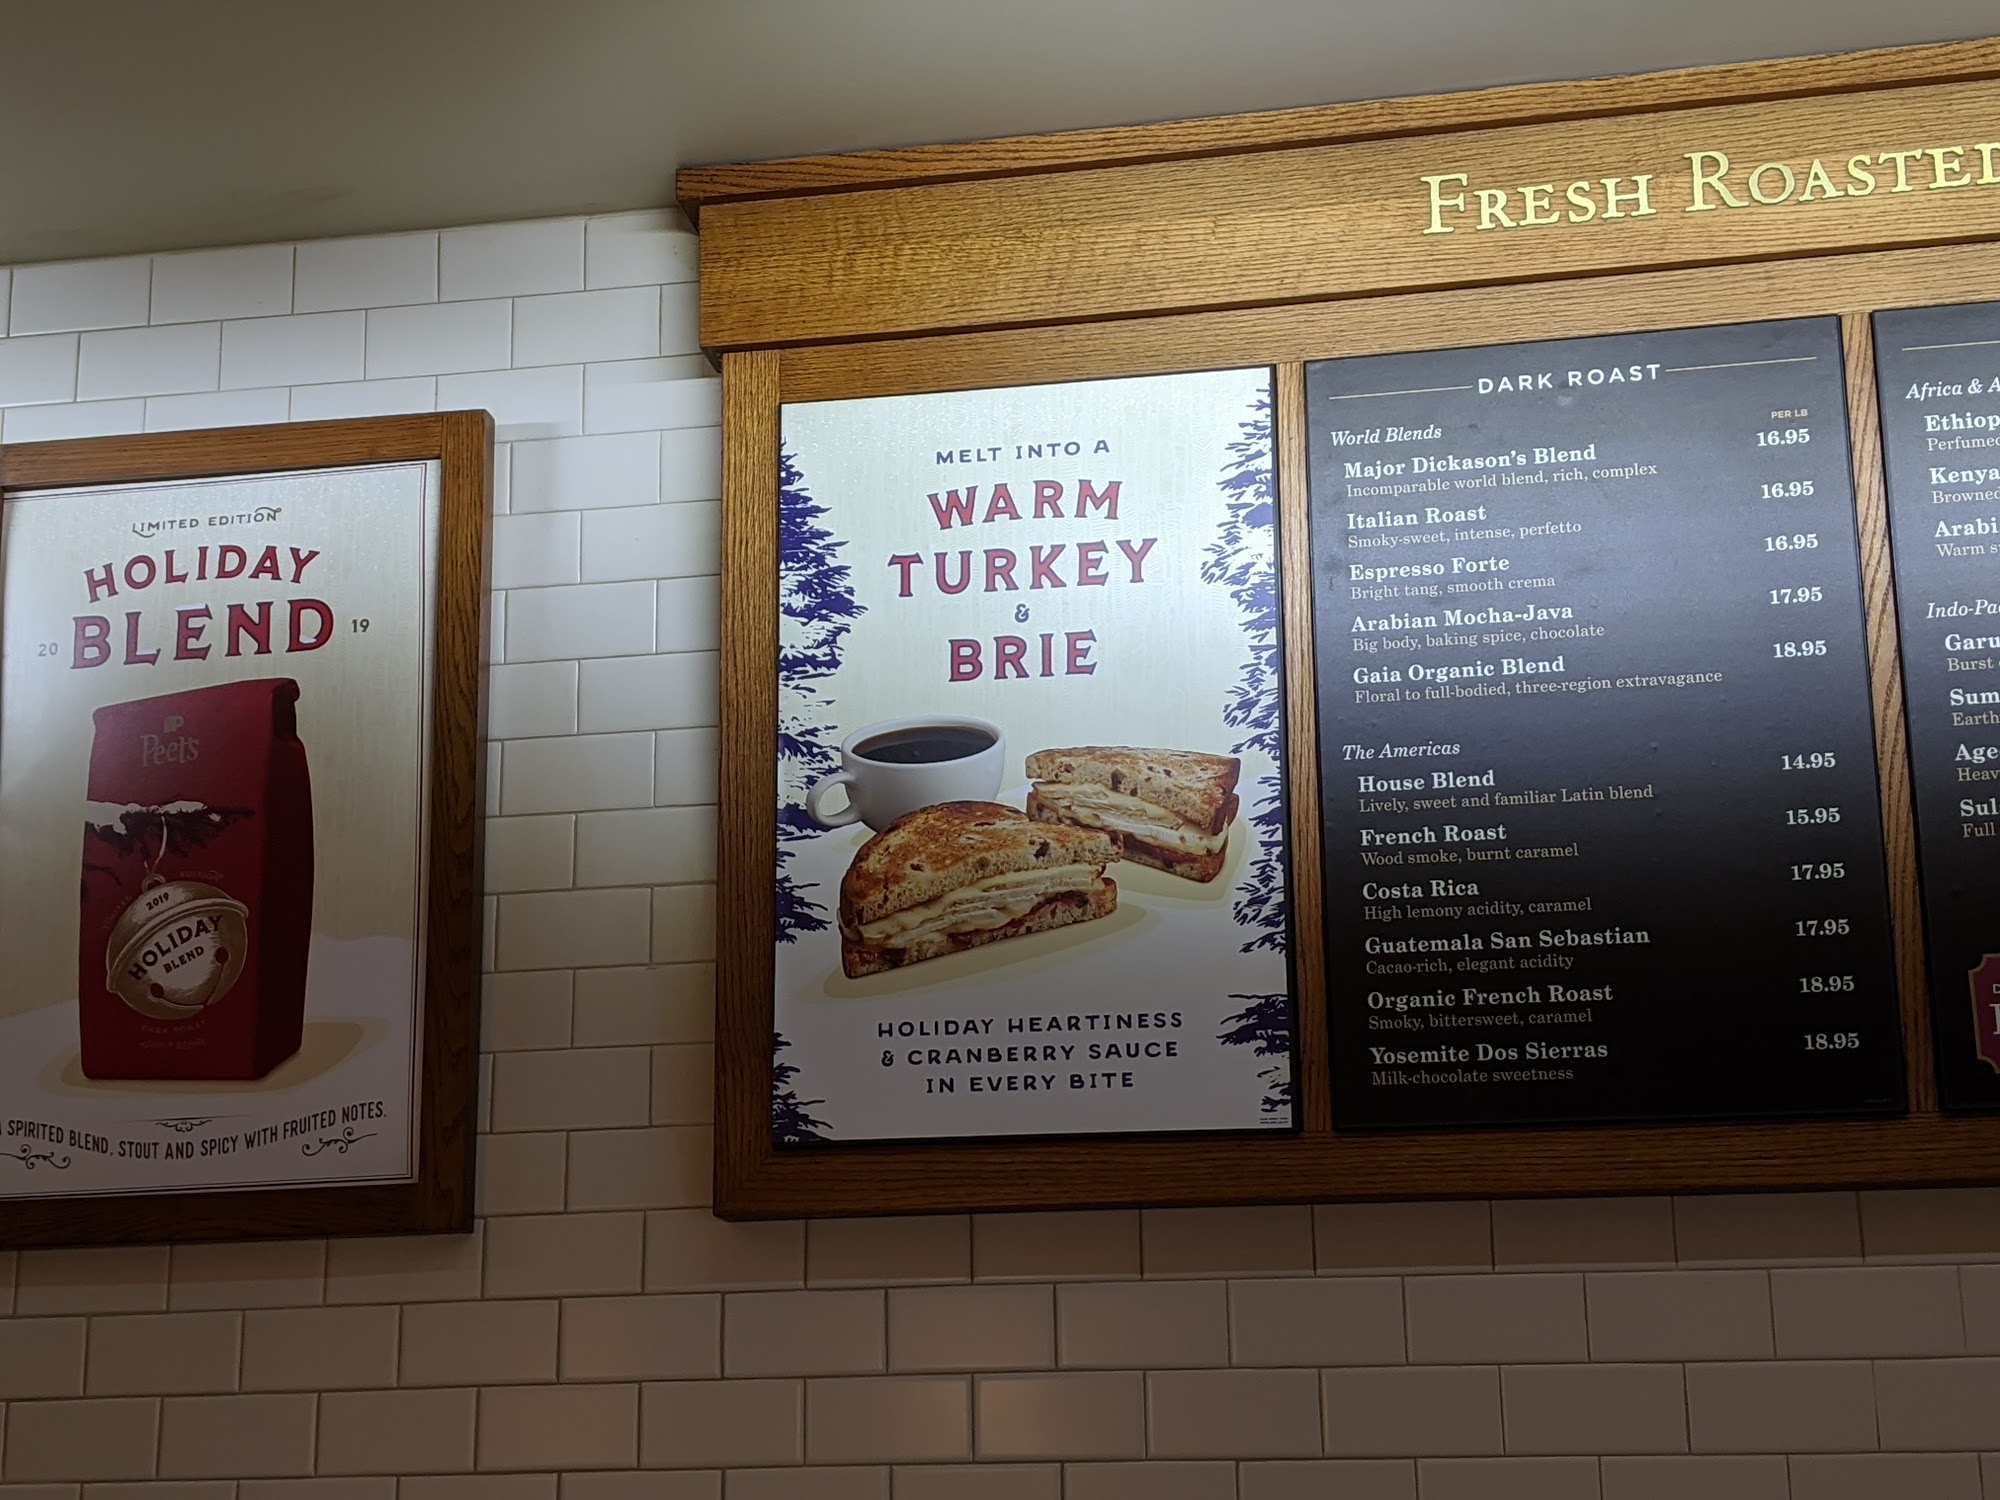 LIMITED EDITION
HOLIDAY
BLEND
20 19
Peet's
EDITION
2019
HOLIDAY
BLEND
DARK ROAST
A SPIRITED BLEND, STOUT AND SPICY WITH FRUITED NOTES.
FRESH ROASTED
MELT INTO A
WARM
TURKEY
&
BRIE
HOLIDAY HEARTINESS
& CRANBERRY SAUCE
IN EVERY BITE
DARK ROAST
PER LB
World Blends
Major Dickason's Blend 16.95
Incomparable world blend, rich, complex
Italian Roast 16.95
Smoky-sweet, intense, perfetto
Espresso Forte 16.95
Bright tang, smooth crema
Arabian Mocha-Java 17.95
Big body, baking spice, chocolate
Gaia Organic Blend 18.95
Floral to full-bodied, three-region extravagance
The Americas
House Blend 14.95
Lively, sweet and familiar Latin blend
French Roast 15.95
Wood smoke, burnt caramel
Costa Rica 17.95
High lemony acidity, caramel
Guatemala San Sebastian 17.95
Cacao-rich, elegant acidity
Organic French Roast 18.95
Smoky, bittersweet, caramel
Yosemite Dos Sierras 18.95
Milk-chocolate sweetness
Africa & A
Ethiop
Perfumed
Kenya
Browned
Arabi
Warm s
Indo-Pa
Garu
Burst
Sum
Earth
Age
Heav
Sul
Full